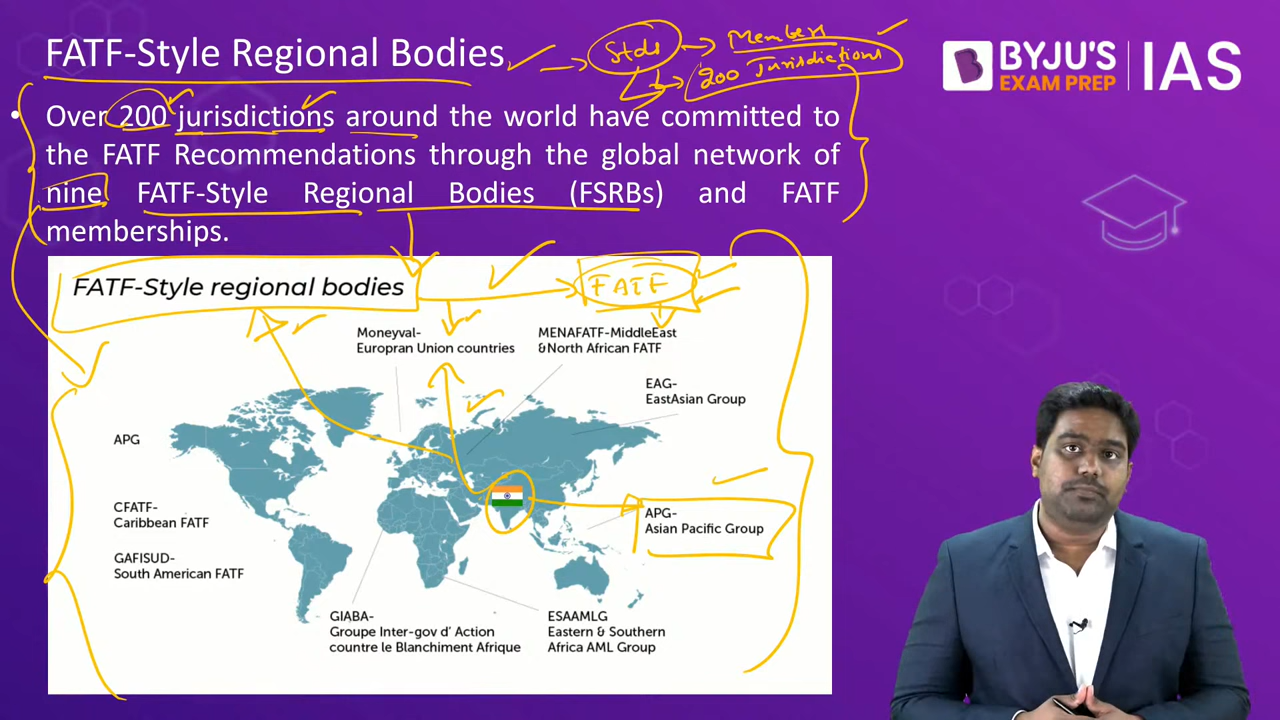 FATF-Style Regional Bodies
Stds
Members
200 Jurisdictions
BYJU'S
EXAM PREP
IAS
• Over 200 jurisdictions around the world have committed to
the FATF Recommendations through the global network of
nine FATF-Style Regional Bodies (FSRBs) and FATF
memberships.
FATF-Style regional bodies
FATF
Moneyval-
Europran Union countries
MENAFATF-MiddleEast
&North African FATF
EAG-
EastAsian Group
APG
CFATF-
Caribbean FATF
GAFISUD-
South American FATF
APG-
Asian Pacific Group
GIABA-
Groupe Inter-gov d' Action
countre le Blanchiment Afrique
ESAAMLG
Eastern & Southern
Africa AML Group